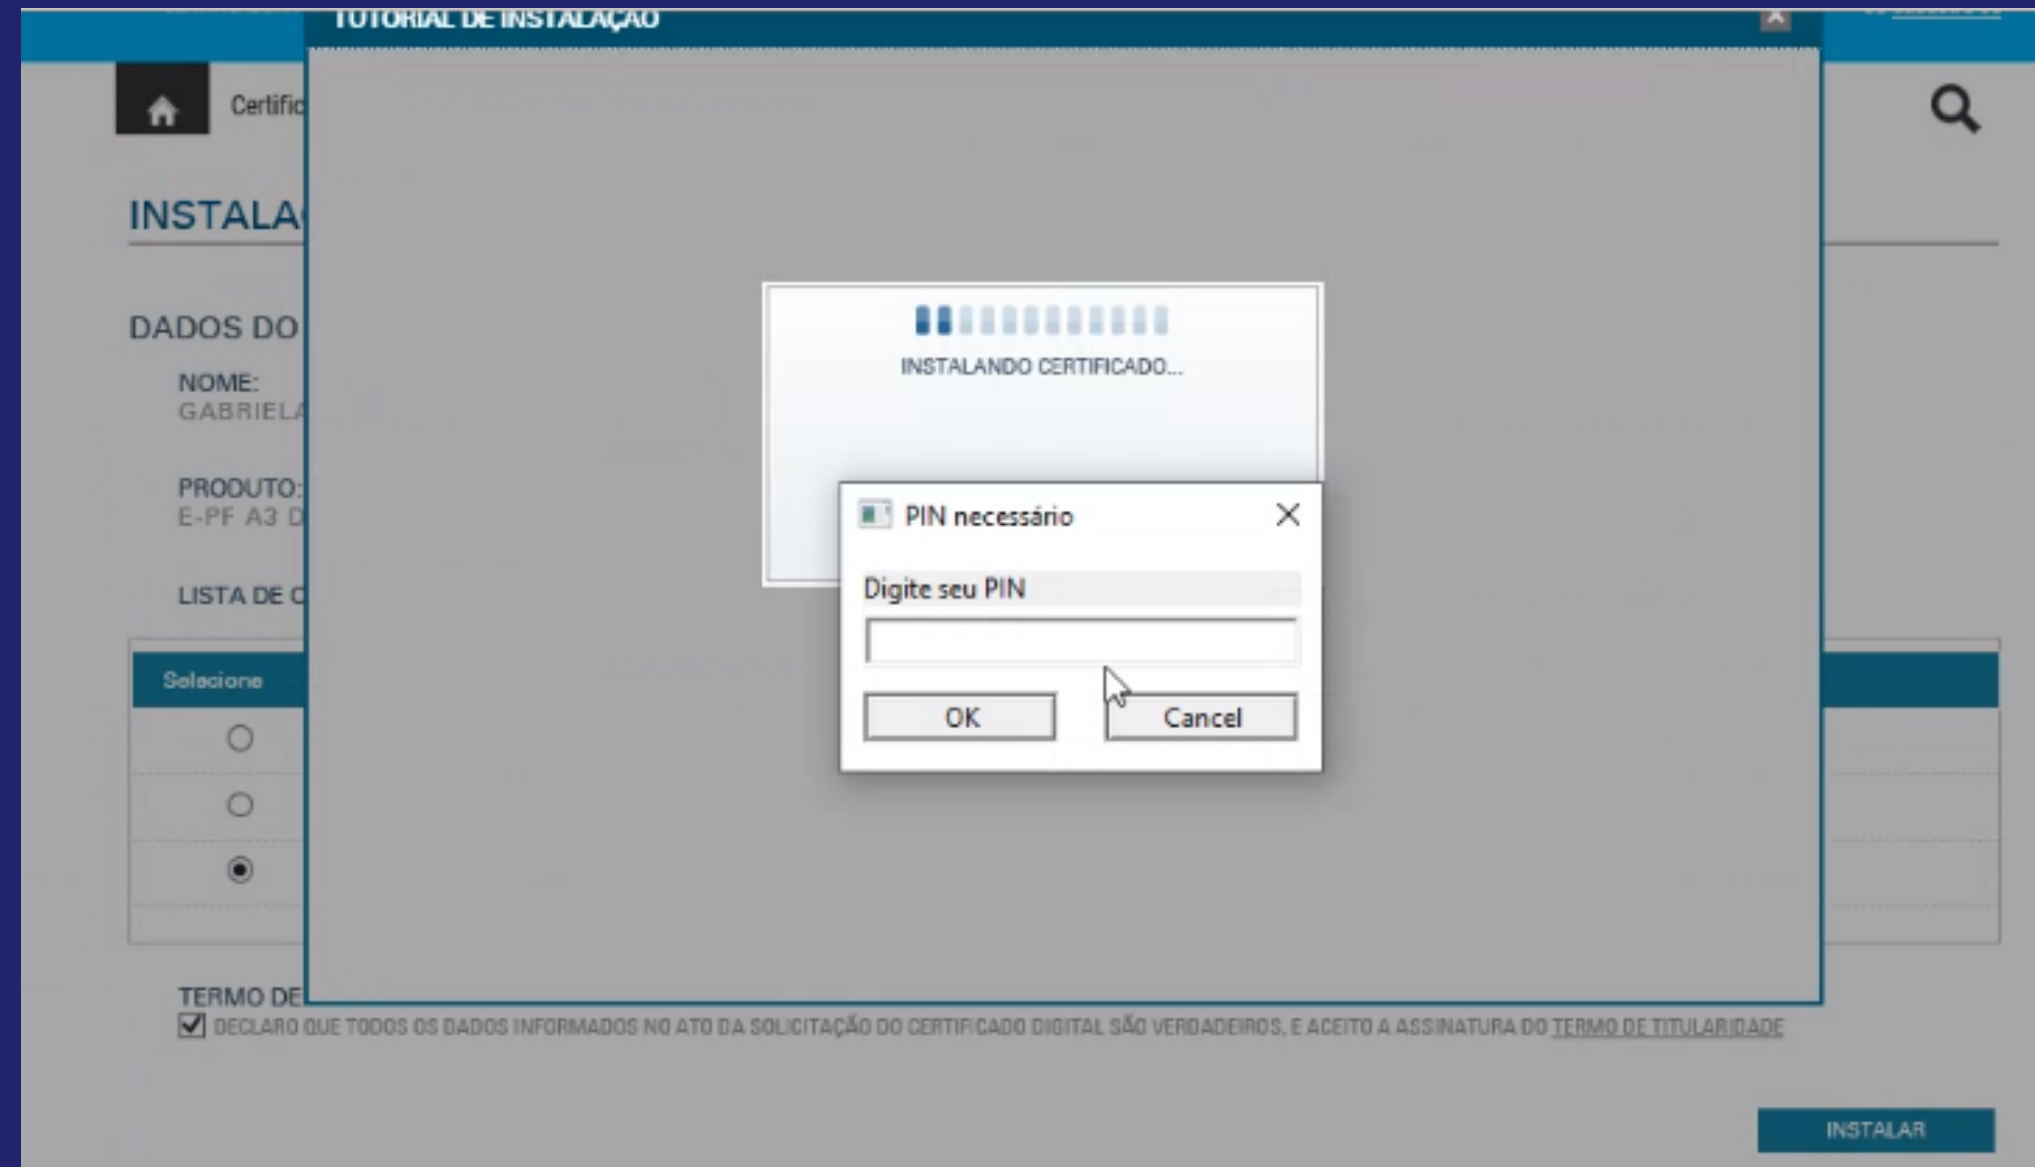 TUTORIAL DE INSTALAÇÃO
Certific
INSTALA
DADOS DO
NOME:
GABRIELA
PRODUTO:
E-PF A3 D
LISTA DE C
INSTALANDO CERTIFICADO...
PIN necessário
Digite seu PIN
OK
Cancel
Selecione
TERMO DE
DECLARO QUE TODOS OS DADOS INFORMADOS NO ATO DA SOLICITAÇÃO DO CERTIFICADO DIGITAL SÃO VERDADEIROS, E ACEITO A ASSINATURA DO TERMO DE TITULARIDADE
INSTALAR